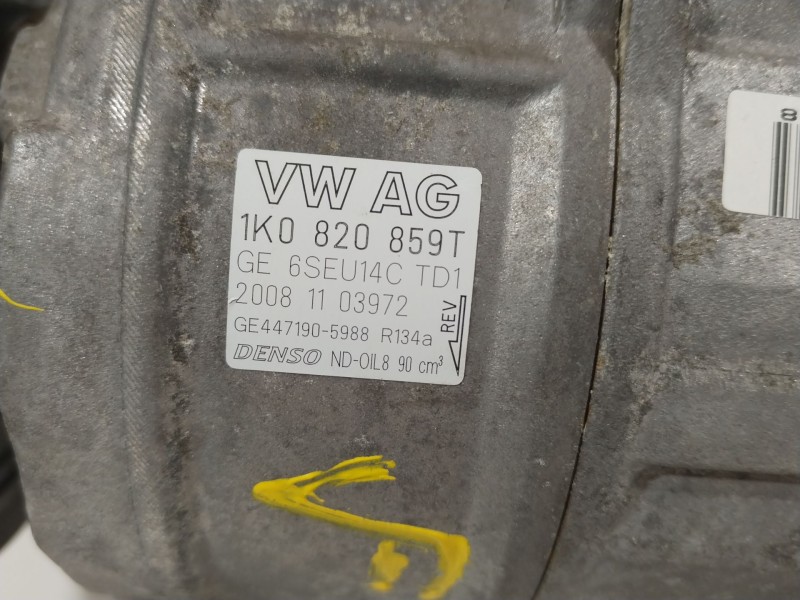 VW AG
1K0 820 859T
GE 6SEU14C TD1
2008 11 03972
GE447190-5988 R134a
REV
DENSO ND-OIL8 90 cm³
8